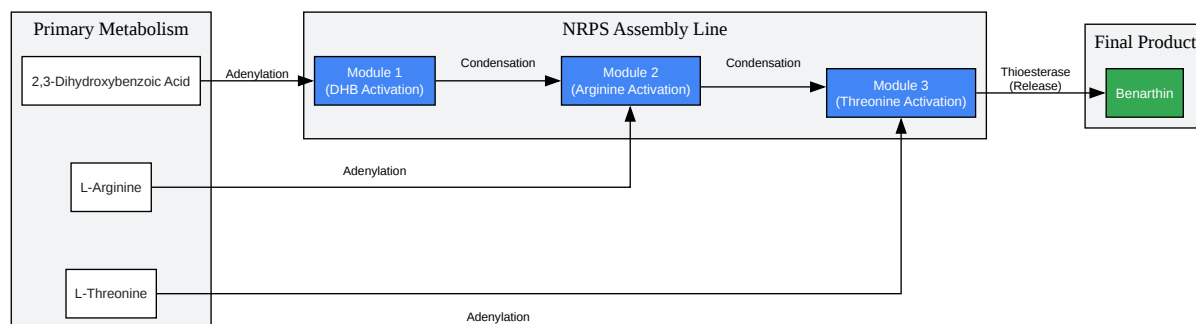 Primary Metabolism
NRPS Assembly Line
Final Product
2,3-Dihydroxybenzoic Acid
Adenylation
Module 1
(DHB Activation)
Condensation
Module 2
(Arginine Activation)
Condensation
Module 3
(Threonine Activation)
Thioesterase
(Release)
Benarthin
L-Arginine
Adenylation
L-Threonine
Adenylation